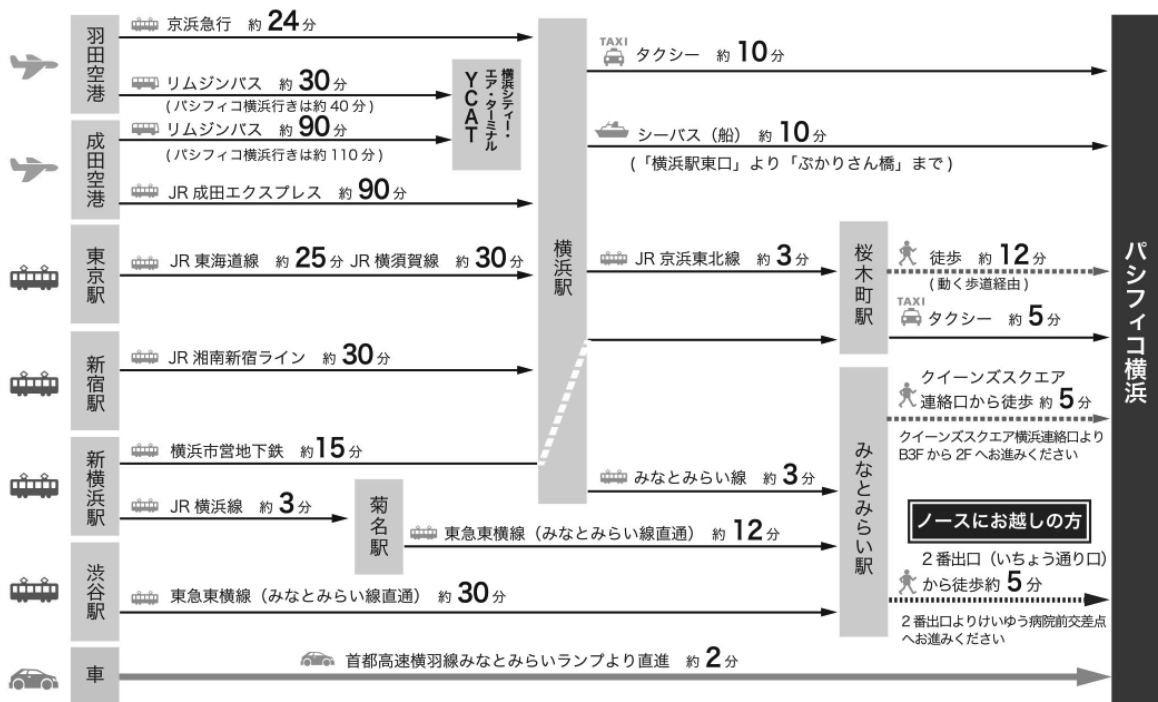 羽田空港
京浜急行 約24分
リムジンバス 約30分
(パシフィコ横浜行きは約40分)
成田空港
リムジンバス 約90分
(パシフィコ横浜行きは約110分)
JR成田エクスプレス 約90分
横浜シティー・
エア・ターミナル
YCAT
東京駅
JR東海道線 約25分 JR横須賀線 約30分
新宿駅
JR湘南新宿ライン 約30分
新横浜駅
横浜市営地下鉄 約15分
JR横浜線 約3分
菊名駅
東急東横線(みなとみらい線直通) 約12分
渋谷駅
東急東横線(みなとみらい線直通) 約30分
車
首都高速横羽線みなとみらいランプより直進 約2分
横浜駅
TAXI
タクシー 約10分
シーバス(船) 約10分
(「横浜駅東口」より「ぷかりさん橋」まで)
JR京浜東北線 約3分
みなとみらい線 約3分
桜木町駅
徒歩 約12分
(動く歩道経由)
TAXI
タクシー 約5分
みなとみらい駅
クイーンズスクエア
連絡口から徒歩 約5分
クイーンズスクエア横浜連絡口より
B3Fから2Fへお進みください
ノースにお越しの方
2番出口(いちょう通り口)
から徒歩約5分
2番出口よりけいゆう病院前交差点
へお進みください
パシフィコ横浜